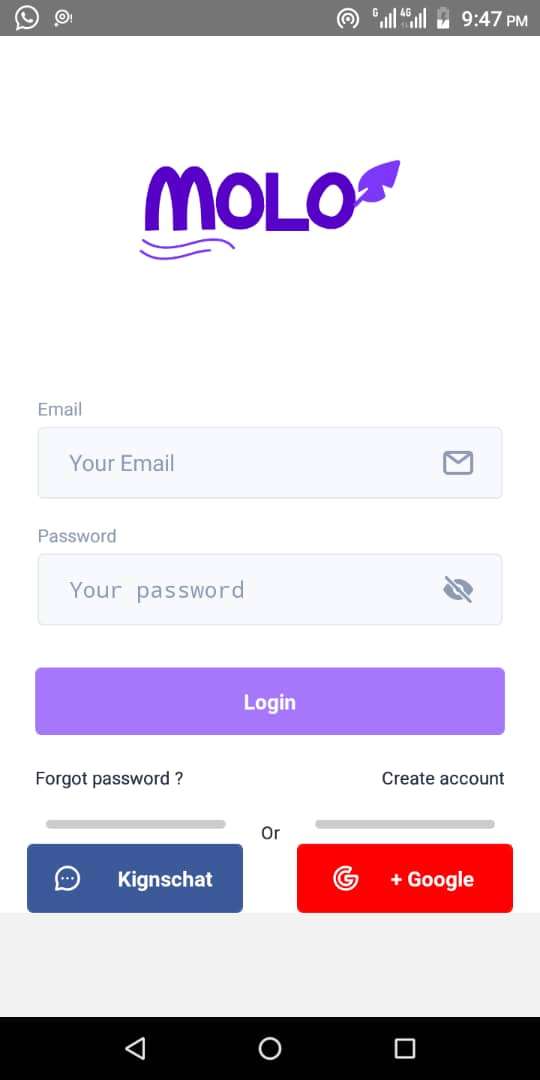 G 4G 9:47 PM
MOLO
Email
Your Email
Password
Your password
Login
Forgot password ? Create account
Or
Kignschat + Google